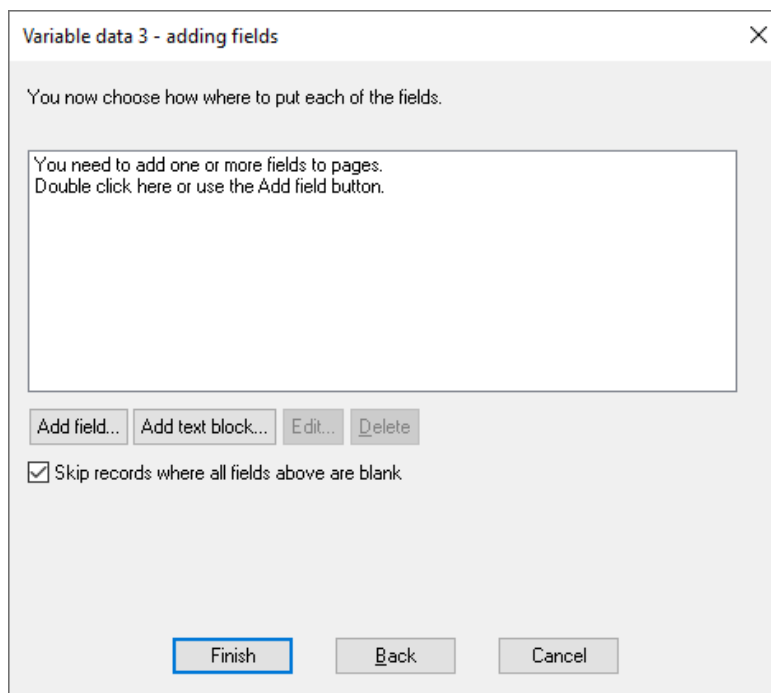 Variable data 3 - adding fields
You now choose how where to put each of the fields.
You need to add one or more fields to pages.
Double click here or use the Add field button.
Add field... Add text block... Edit... Delete
Skip records where all fields above are blank
Finish Back Cancel